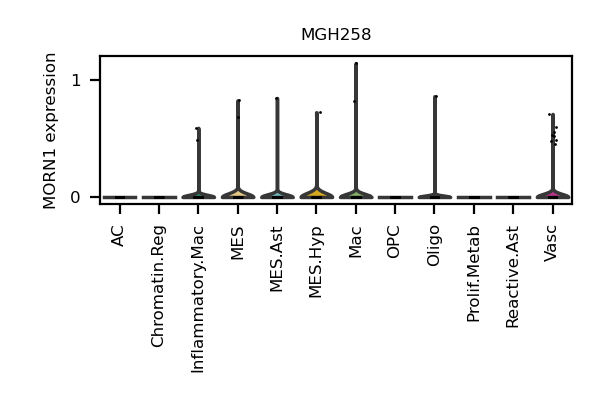 MGH258
MORN1 expression
1
0
AC
Chromatin.Reg
Inflammatory.Mac
MES
MES.Ast
MES.Hyp
Mac
OPC
Oligo
Prolif.Metab
Reactive.Ast
Vasc